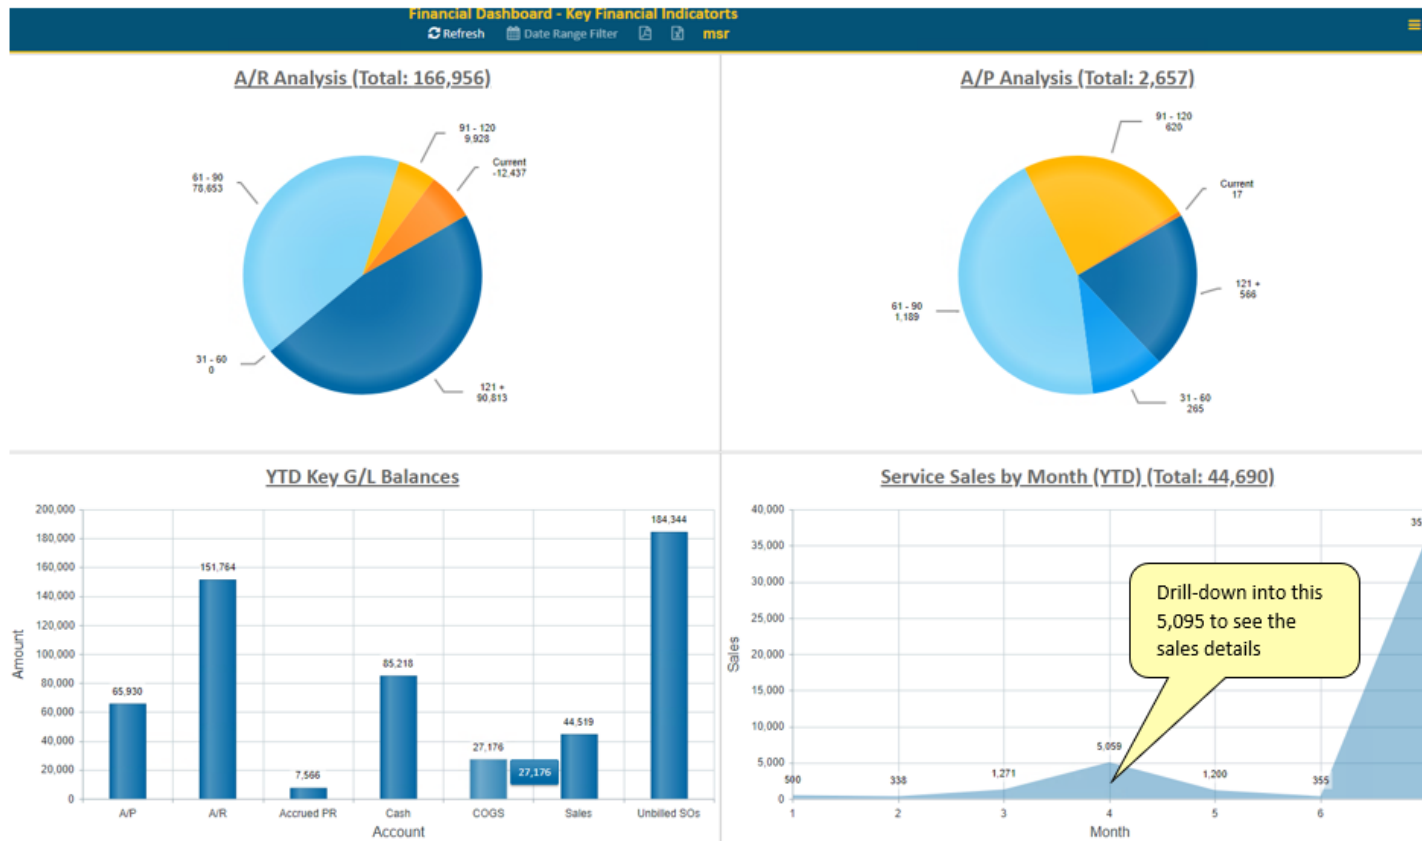 Financial Dashboard - Key Financial Indicatorts
Refresh Date Range Filter msr
A/R Analysis (Total: 166,956)
91 - 120
9,928
Current
-12,437
61 - 90
78,653
31 - 60
0
121 +
90,813
A/P Analysis (Total: 2,657)
91 - 120
620
Current
17
121 +
566
61 - 90
1,189
31 - 60
265
YTD Key G/L Balances
Amount
200,000
180,000
160,000
140,000
120,000
100,000
80,000
60,000
40,000
20,000
0
65,930
151,764
7,566
85,218
27,176
27,176
44,519
184,344
A/P A/R Accrued PR Cash COGS Sales Unbilled SOs
Account
Service Sales by Month (YTD) (Total: 44,690)
Sales
40,000
35,000
30,000
25,000
20,000
15,000
10,000
5,000
0
500
338
1,271
5,059
1,200
355
35
Drill-down into this
5,095 to see the
sales details
1 2 3 4 5 6
Month